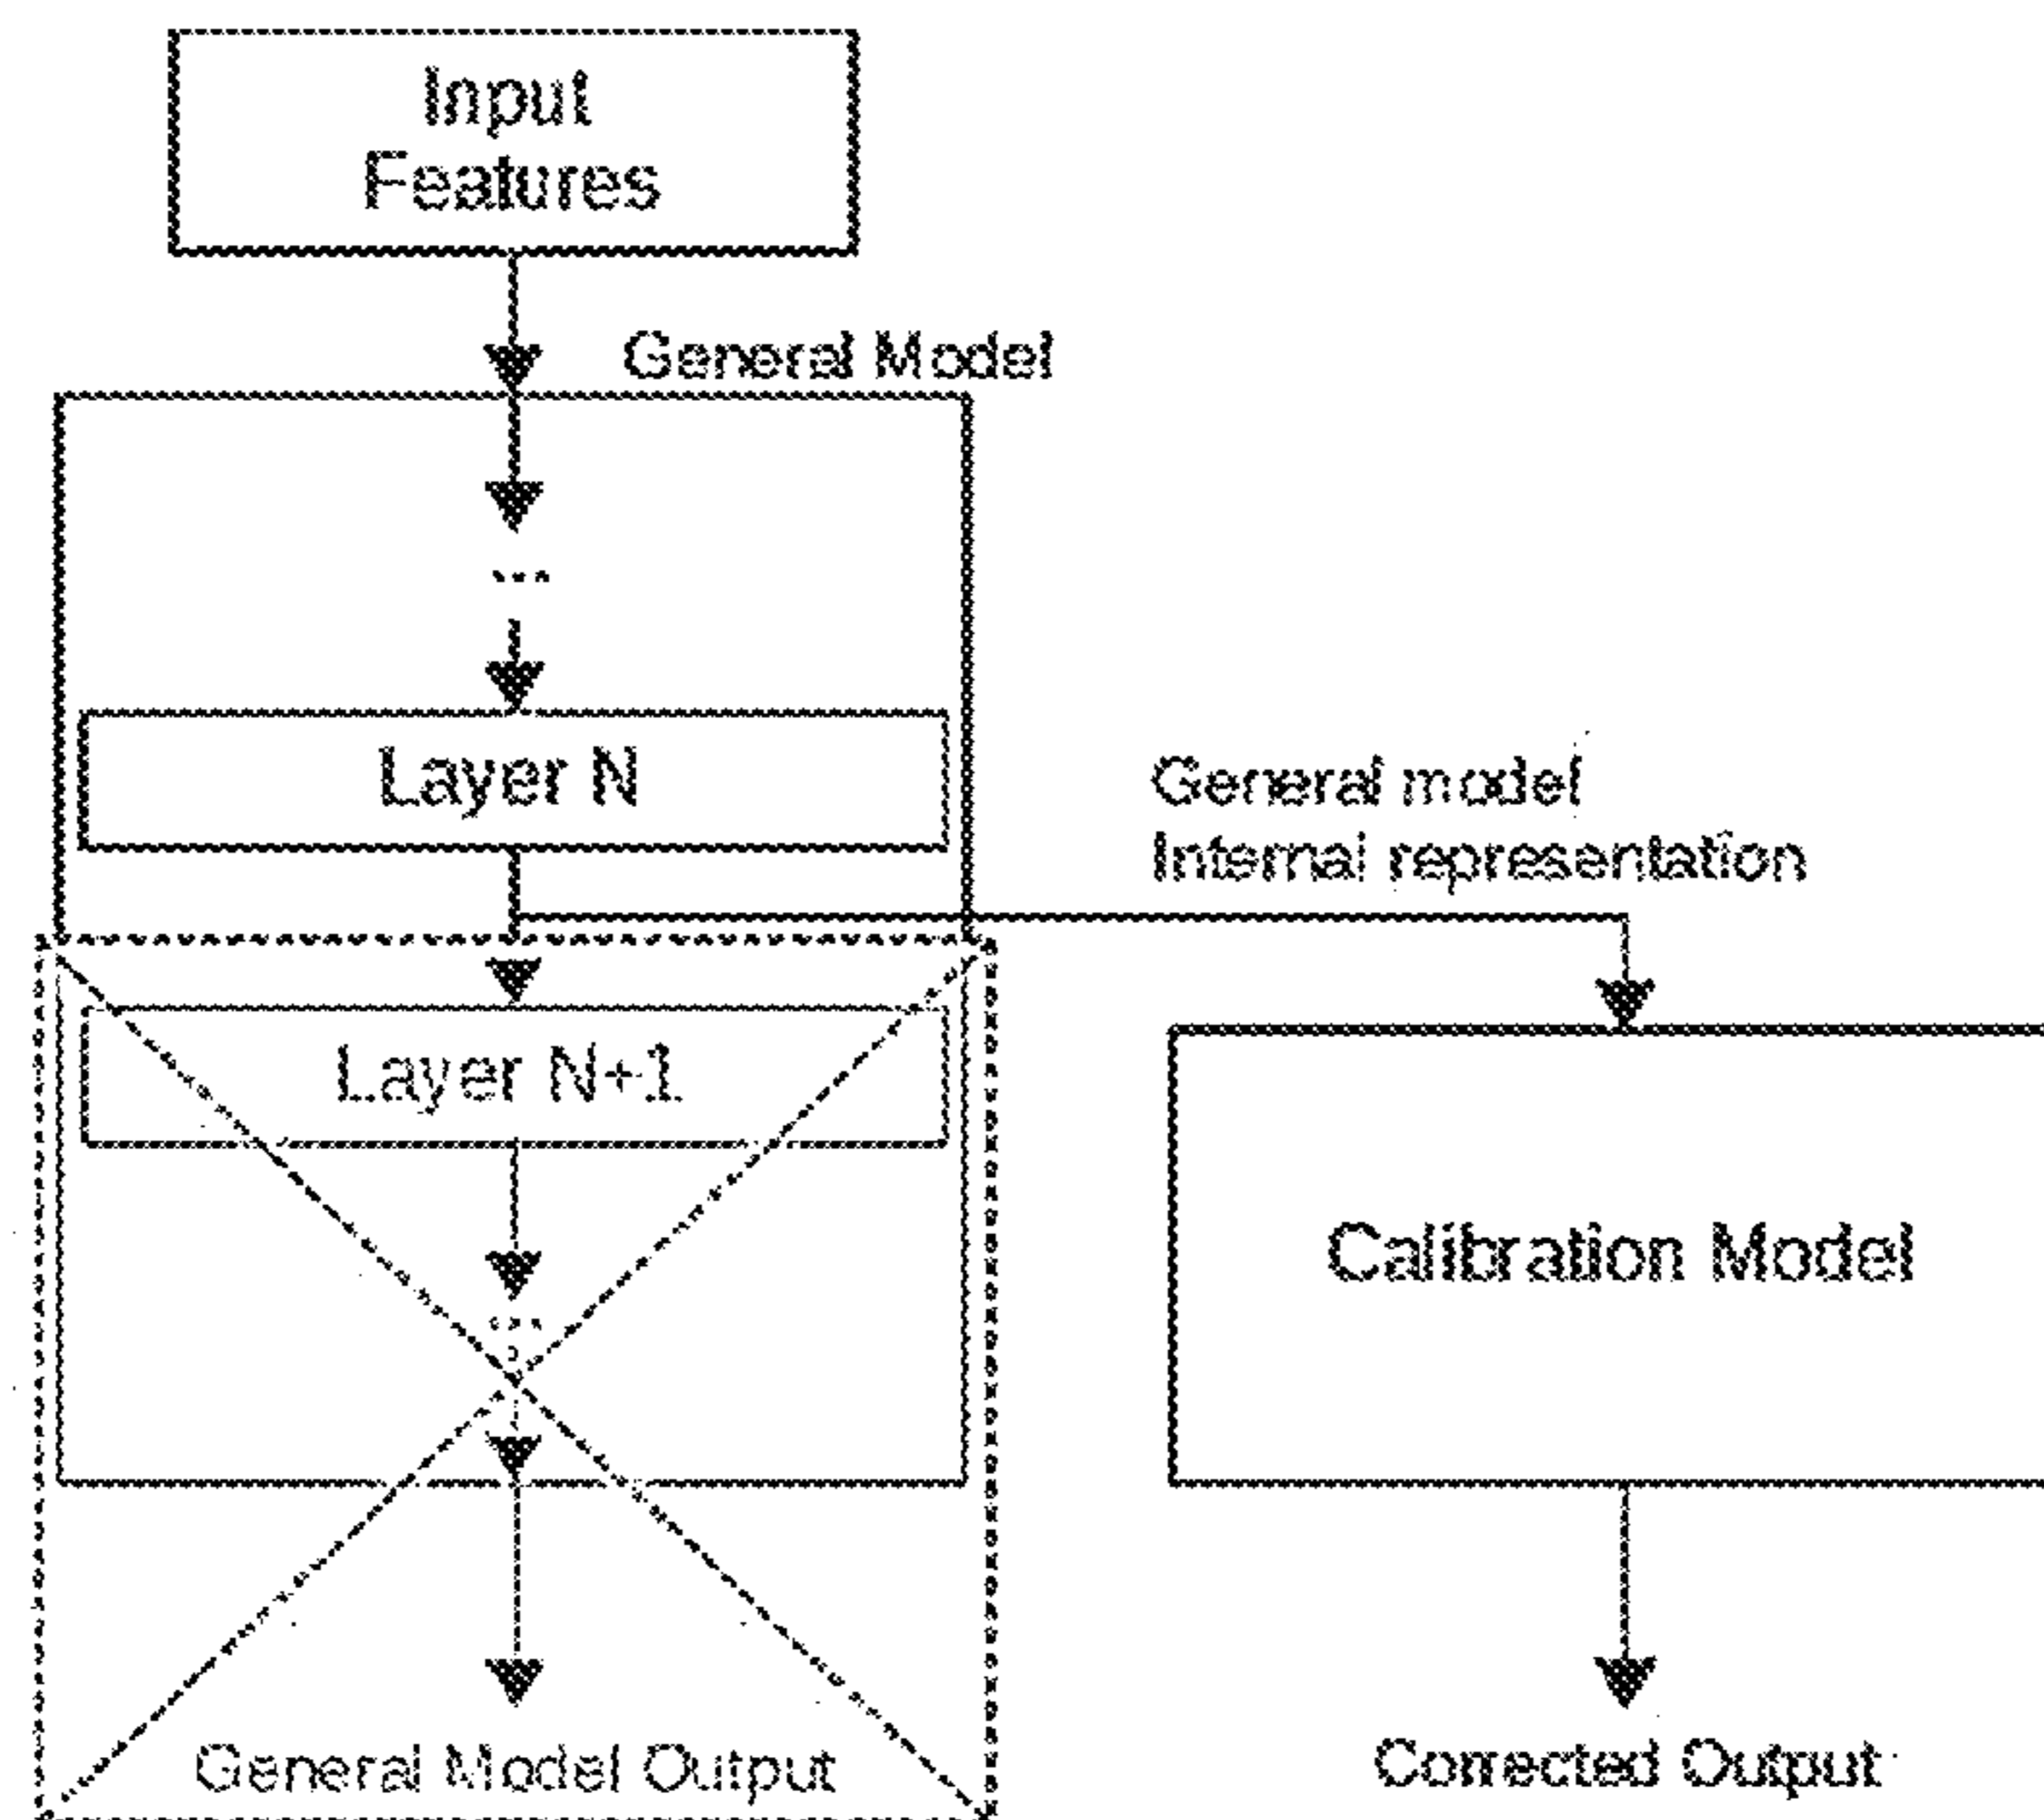 Input
Features
General Model
...
Layer N
General model
Internal representation
Layer N+1
...
Calibration Model
General Model Output
Corrected Output